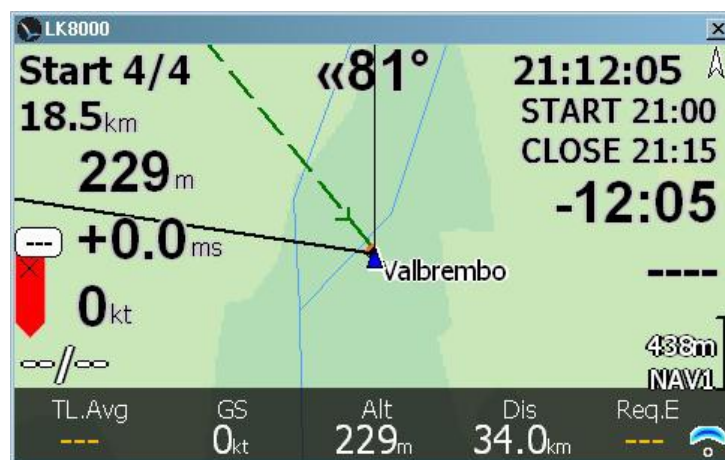 LK8000
Start 4/4
«81°
21:12:05
18.5km
START 21:00
CLOSE 21:15
229m
-12:05
--- +0.0ms
Valbrembo
----
0kt
--/--
438m
NAV1
TL.Avg GS Alt Dis Req.E
--- 0kt 229m 34.0km ---